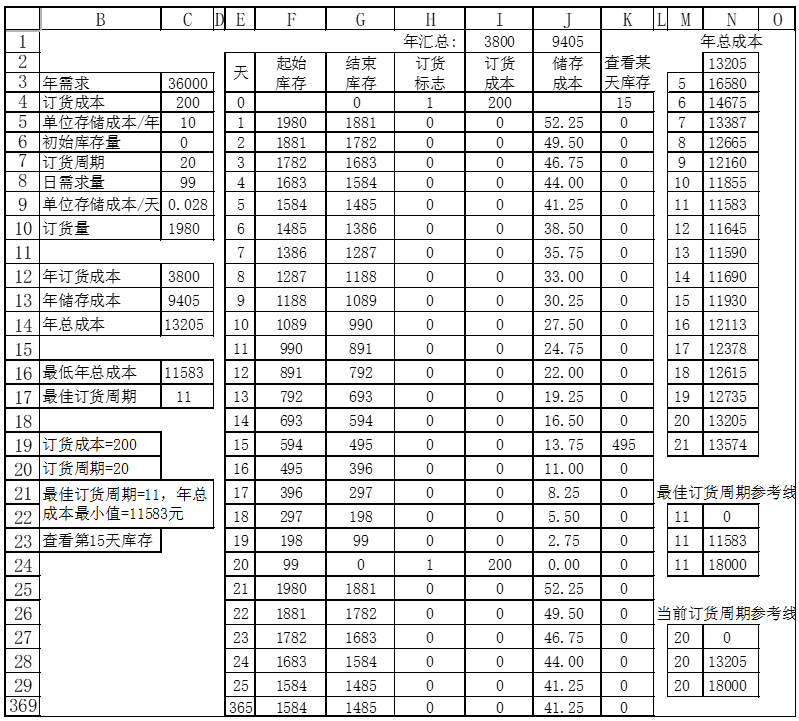 B C D E F G H I J K L M N O
1 年汇总: 3800 9405 年总成本
2 天 起始库存 结束库存 订货标志 订货成本 储存成本 查看某天库存 13205
3 年需求 36000 5 16580
4 订货成本 200 0 0 1 200 15 6 14675
5 单位存储成本/年 10 1 1980 1881 0 0 52.25 0 7 13387
6 初始库存量 0 2 1881 1782 0 0 49.50 0 8 12665
7 订货周期 20 3 1782 1683 0 0 46.75 0 9 12160
8 日需求量 99 4 1683 1584 0 0 44.00 0 10 11855
9 单位存储成本/天 0.028 5 1584 1485 0 0 41.25 0 11 11583
10 订货量 1980 6 1485 1386 0 0 38.50 0 12 11645
11 7 1386 1287 0 0 35.75 0 13 11590
12 年订货成本 3800 8 1287 1188 0 0 33.00 0 14 11690
13 年储存成本 9405 9 1188 1089 0 0 30.25 0 15 11930
14 年总成本 13205 10 1089 990 0 0 27.50 0 16 12113
15 11 990 891 0 0 24.75 0 17 12378
16 最低年总成本 11583 12 891 792 0 0 22.00 0 18 12615
17 最佳订货周期 11 13 792 693 0 0 19.25 0 19 12735
18 14 693 594 0 0 16.50 0 20 13205
19 订货成本=200 15 594 495 0 0 13.75 495 21 13574
20 订货周期=20 16 495 396 0 0 11.00 0
21 最佳订货周期=11, 年总 17 396 297 0 0 8.25 0 最佳订货周期参考线
22 成本最小值=11583元 18 297 198 0 0 5.50 0 11 0
23 查看第15天库存 19 198 99 0 0 2.75 0 11 11583
24 20 99 0 1 200 0.00 0 11 18000
25 21 1980 1881 0 0 52.25 0
26 22 1881 1782 0 0 49.50 0 当前订货周期参考线
27 23 1782 1683 0 0 46.75 0 20 0
28 24 1683 1584 0 0 44.00 0 20 13205
29 25 1584 1485 0 0 41.25 0 20 18000
369 365 1584 1485 0 0 41.25 0